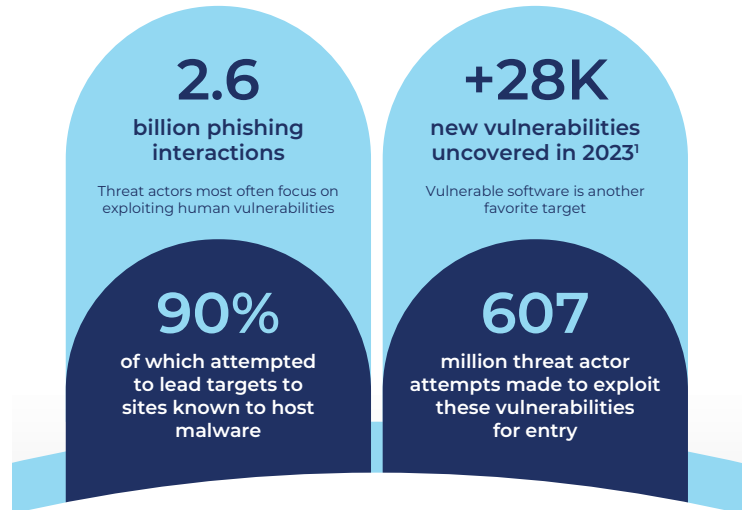 2.6
billion phishing
interactions
Threat actors most often focus on
exploiting human vulnerabilities
90%
of which attempted
to lead targets to
sites known to host
malware
+28K
new vulnerabilities
uncovered in 2023¹
Vulnerable software is another
favorite target
607
million threat actor
attempts made to exploit
these vulnerabilities
for entry